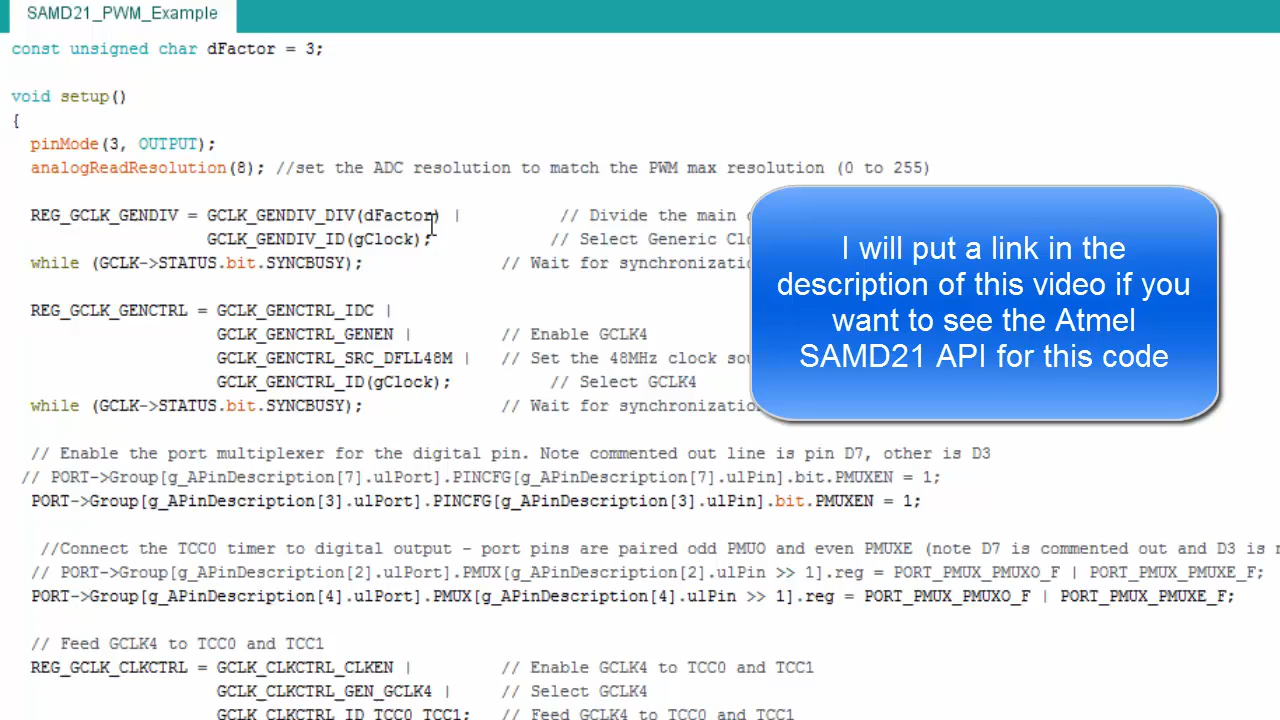 SAMD21_PWM_Example
const unsigned char dFactor = 3;
void setup()
{
pinMode(3, OUTPUT);
analogReadResolution(8); //set the ADC resolution to match the PWM max resolution (0 to 255)
REG_GCLK_GENDIV = GCLK_GENDIV_DIV(dFactor) | // Divide the main
GCLK_GENDIV_ID(gClock); // Select Generic
while (GCLK->STATUS.bit.SYNCBUSY); // Wait for
REG_GCLK_GENCTRL = GCLK_GENCTRL_IDC |
GCLK_GENCTRL_GENEN | // Enable GCLK4
GCLK_GENCTRL_SRC_DFLL48M | // Set the 48MHz clock
GCLK_GENCTRL_ID(gClock); // Select GCLK4
while (GCLK->STATUS.bit.SYNCBUSY); // Wait for
I will put a link in the
description of this video if you
want to see the Atmel
SAMD21 API for this code
// Enable the port multiplexer for the digital pin. Note commented out line is pin D7, other is D3
// PORT->Group[g_APinDescription[7].ulPort].PINCFG[g_APinDescription[7].ulPin].bit.PMUXEN = 1;
PORT->Group[g_APinDescription[3].ulPort].PINCFG[g_APinDescription[3].ulPin].bit.PMUXEN = 1;
//Connect the TCC0 timer to digital output - port pins are paired odd PMUO and even PMUXE (note D7 is commented out and D3 is
// PORT->Group[g_APinDescription[2].ulPort].PMUX[g_APinDescription[2].ulPin >> 1].reg = PORT_PMUX_PMUXO_F | PORT_PMUX_PMUXE_F;
PORT->Group[g_APinDescription[4].ulPort].PMUX[g_APinDescription[4].ulPin >> 1].reg = PORT_PMUX_PMUXO_F | PORT_PMUX_PMUXE_F;
// Feed GCLK4 to TCC0 and TCC1
REG_GCLK_CLKCTRL = GCLK_CLKCTRL_CLKEN | // Enable GCLK4 to TCC0 and TCC1
GCLK_CLKCTRL_GEN_GCLK4 | // Select GCLK4
GCLK_CLKCTRL_ID_TCC0_TCC1; // Feed GCLK4 to TCC0 and TCC1